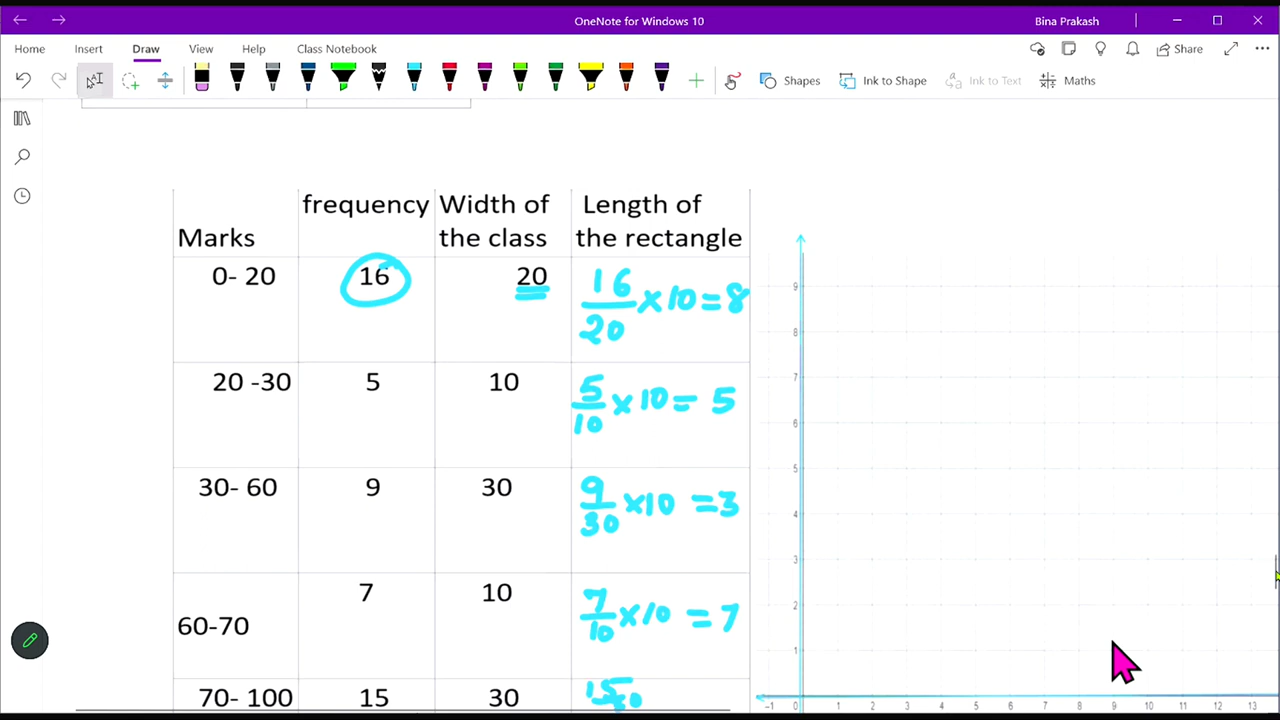 OneNote for Windows 10
Bina Prakash
Home Insert Draw View Help Class Notebook Share
Shapes Ink to Shape Ink to Text Maths
Marks frequency Width of the class Length of the rectangle
0- 20 16 20 16/20 ×10=8
20 -30 5 10 5/10 ×10= 5
30- 60 9 30 9/30 ×10 =3
60-70 7 10 7/10 ×10 =7
70- 100 15 30 15
9
8
7
6
5
4
3
2
1
-1 0 1 2 3 4 5 6 7 8 9 10 11 12 13